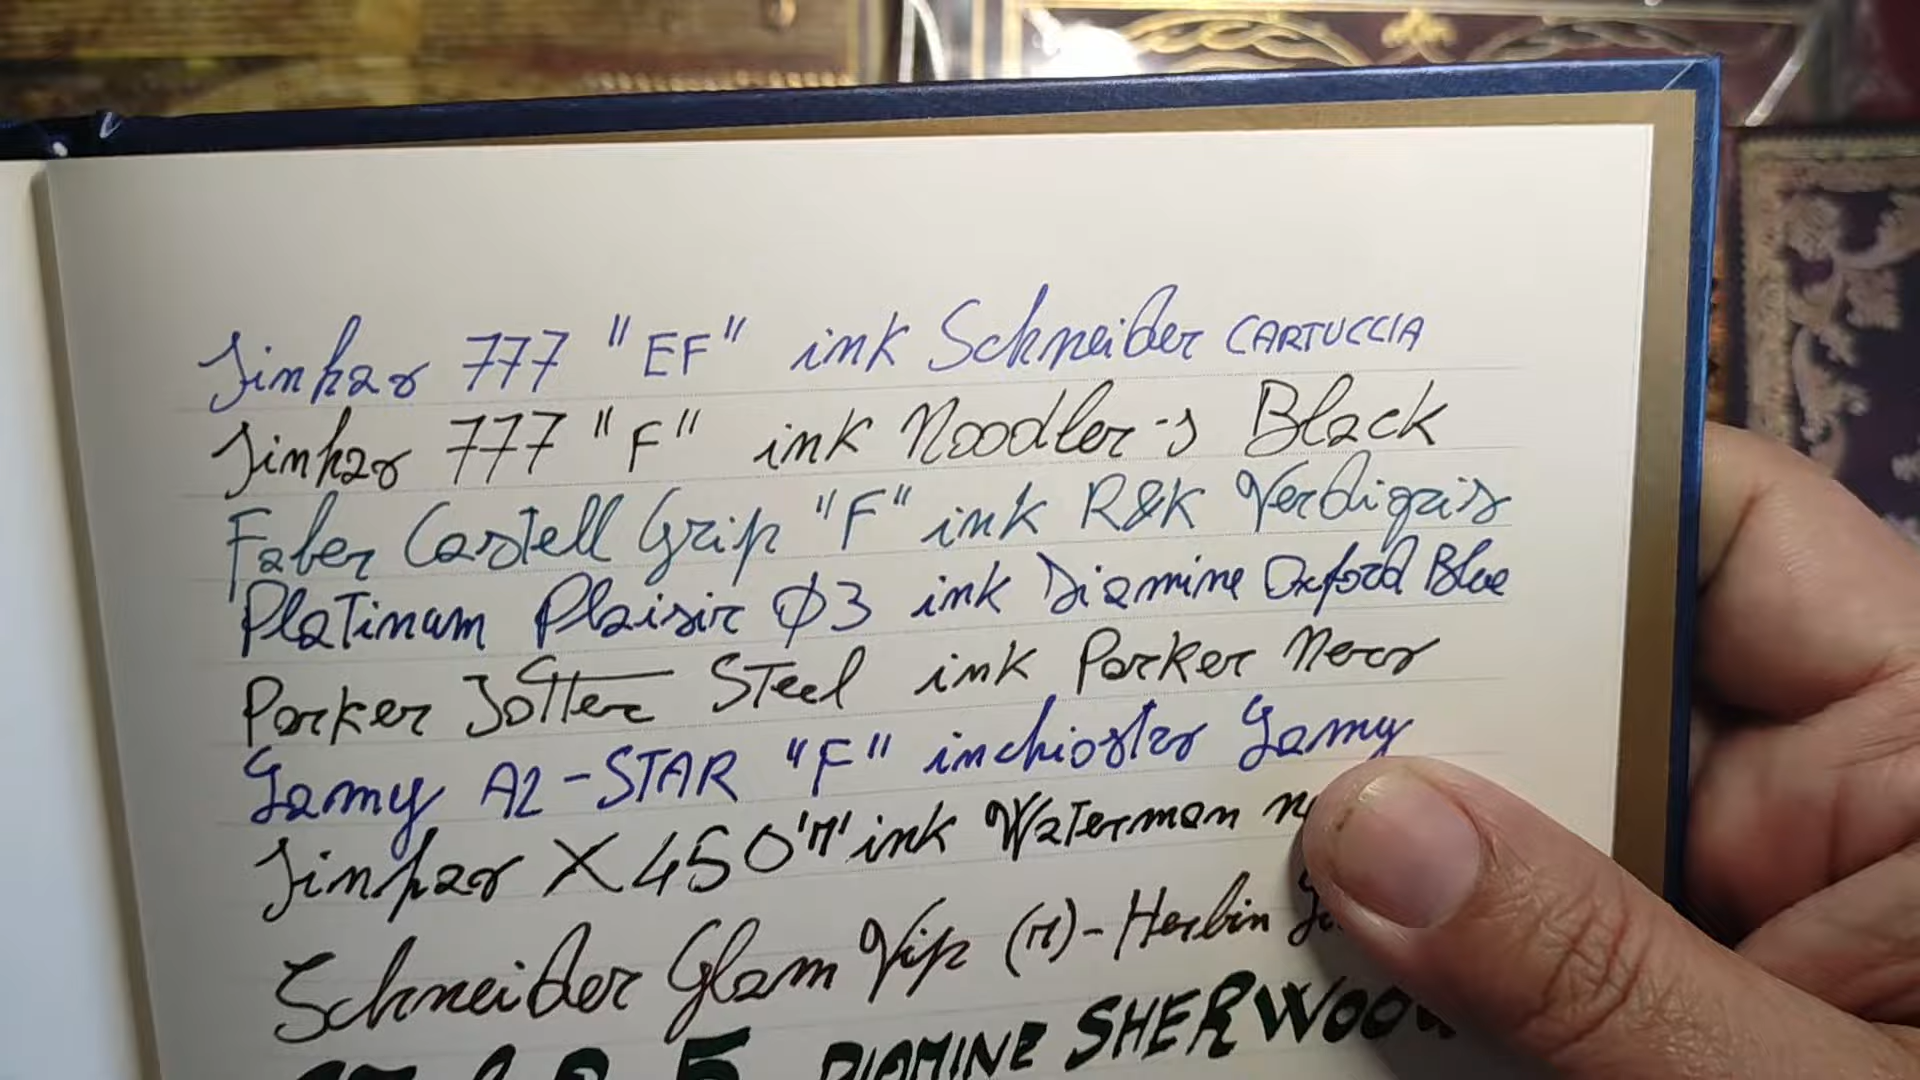 Jinhao 777 "EF" ink Schneider CARTUCCIA
Jinhao 777 "F" ink Noodler's Black
Faber Castell Grip "F" ink R&K Verdigris
Platinum Plaisir 03 ink Diamine Oxford Blue
Parker Jotter Steel ink Parker Nero
Lamy Al-STAR "F" inchiostro Lamy
Jinhao X450 "M" ink Waterman
Schneider Glam Vip (M) - Herbin
5 DIAMINE SHERWOO